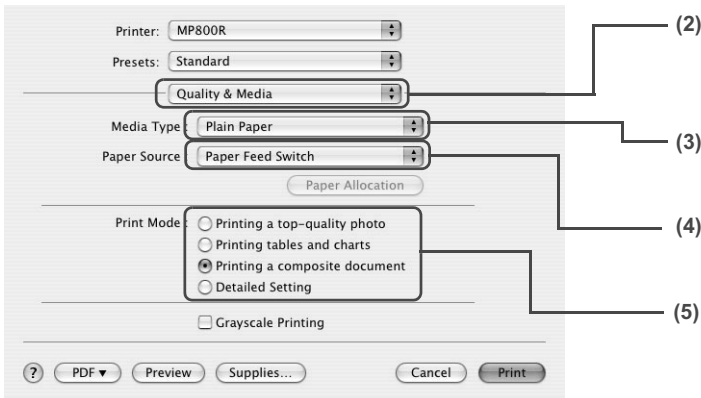 Printer: MP800R
(2)
Presets: Standard
Quality & Media
Media Type: Plain Paper
(3)
Paper Source: Paper Feed Switch
Paper Allocation
Print Mode: Printing a top-quality photo
(4)
Printing tables and charts
Printing a composite document
Detailed Setting
(5)
Grayscale Printing
? PDF ▼ Preview Supplies... Cancel Print